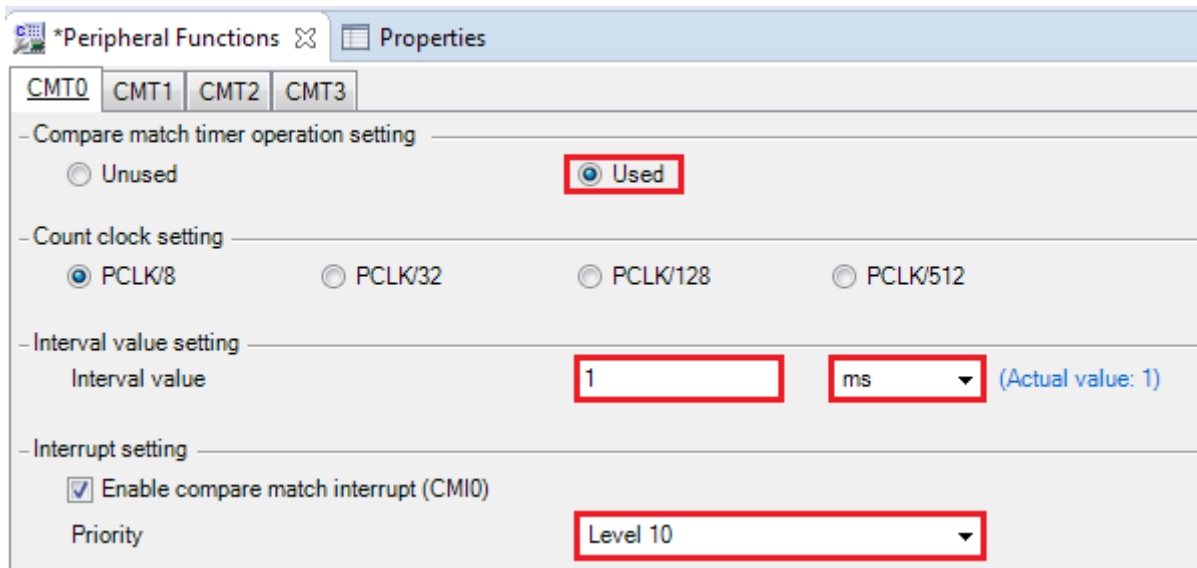 *Peripheral Functions Properties
CMT0 CMT1 CMT2 CMT3
Compare match timer operation setting
Unused Used
Count clock setting
PCLK/8 PCLK/32 PCLK/128 PCLK/512
Interval value setting
Interval value 1 ms (Actual value: 1)
Interrupt setting
Enable compare match interrupt (CMI0)
Priority Level 10